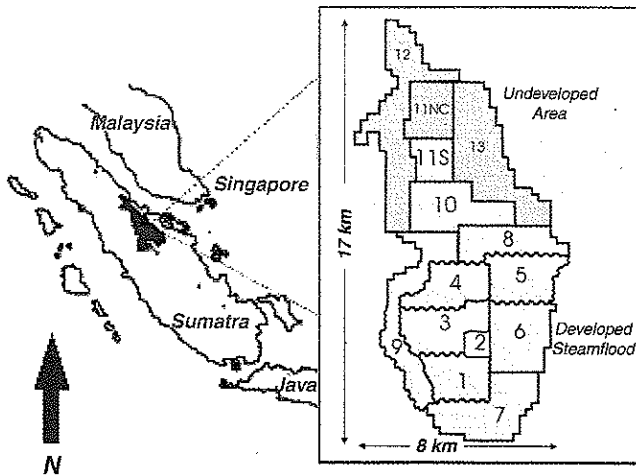 Malaysia
Singapore
Sumatra
Java
N
17 km
8 km
12
11NC
Undeveloped
Area
13
11S
10
8
4
5
3
2
6
Developed
Steamflood
9
1
7